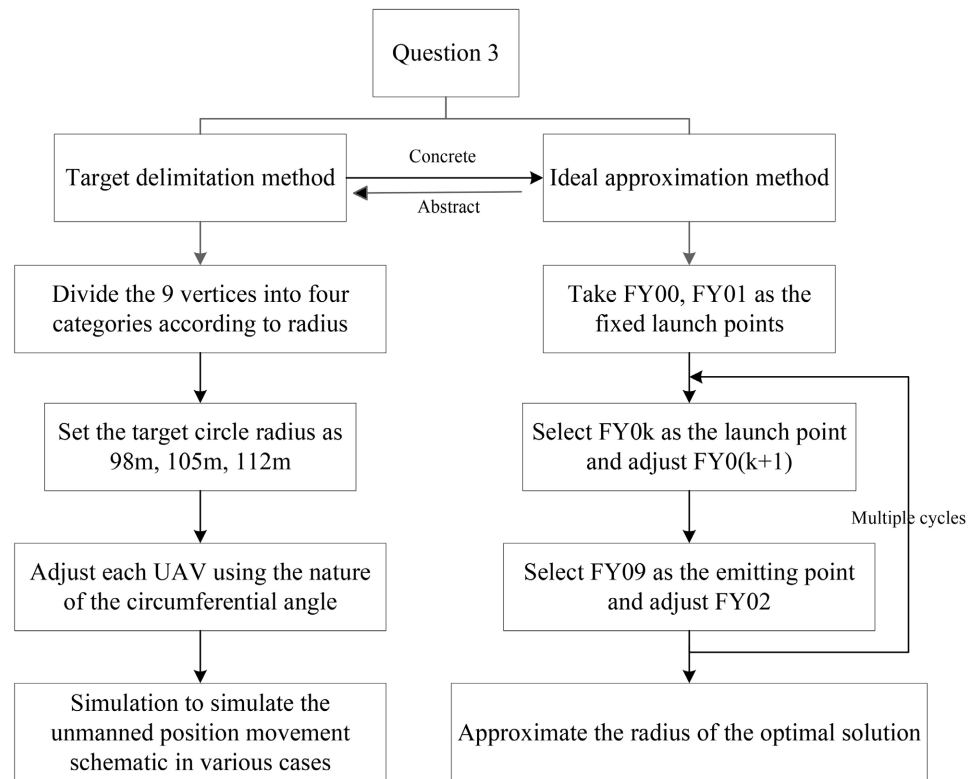 Question 3
Target delimitation method
Concrete
Abstract
Ideal approximation method
Divide the 9 vertices into four
categories according to radius
Set the target circle radius as
98m, 105m, 112m
Adjust each UAV using the nature
of the circumferential angle
Simulation to simulate the
unmanned position movement
schematic in various cases
Take FY00, FY01 as the
fixed launch points
Select FY0k as the launch point
and adjust FY0(k+1)
Multiple cycles
Select FY09 as the emitting point
and adjust FY02
Approximate the radius of the optimal solution